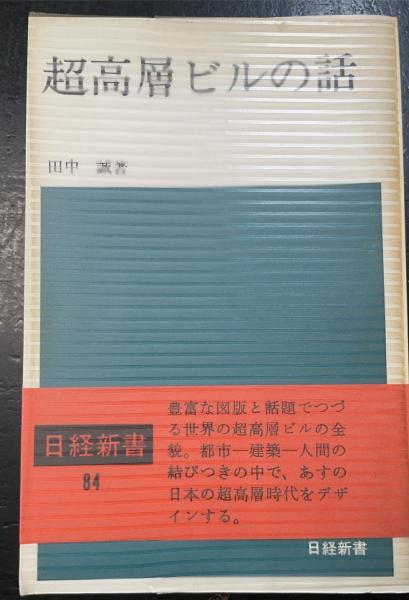 超高層ビルの話
田中 誠著
日経新書
84
豊富な図版と話題でつづ
る世界の超高層ビルの全
貌。都市―建築―人間の
結びつきの中で、あすの
日本の超高層時代をデザ
インする。
日経新書